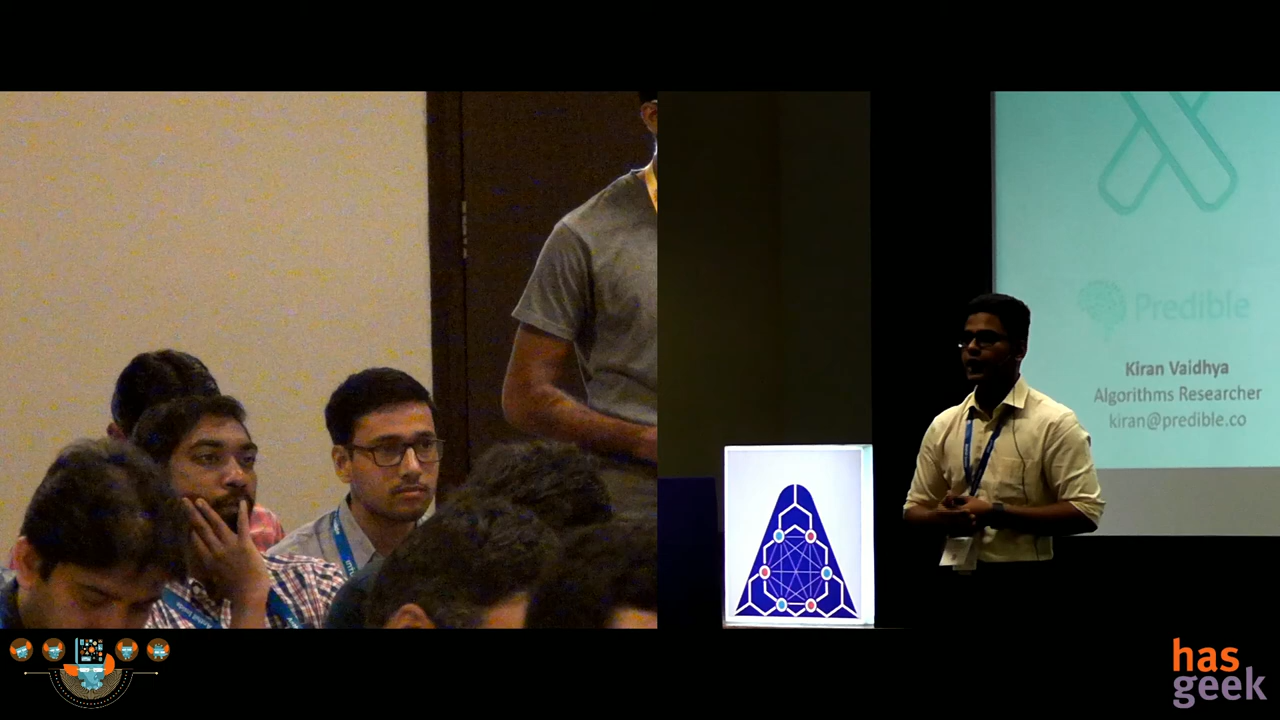 Predible
Kiran Vaidhya
Algorithms Researcher
kiran@predible.co
has
geek